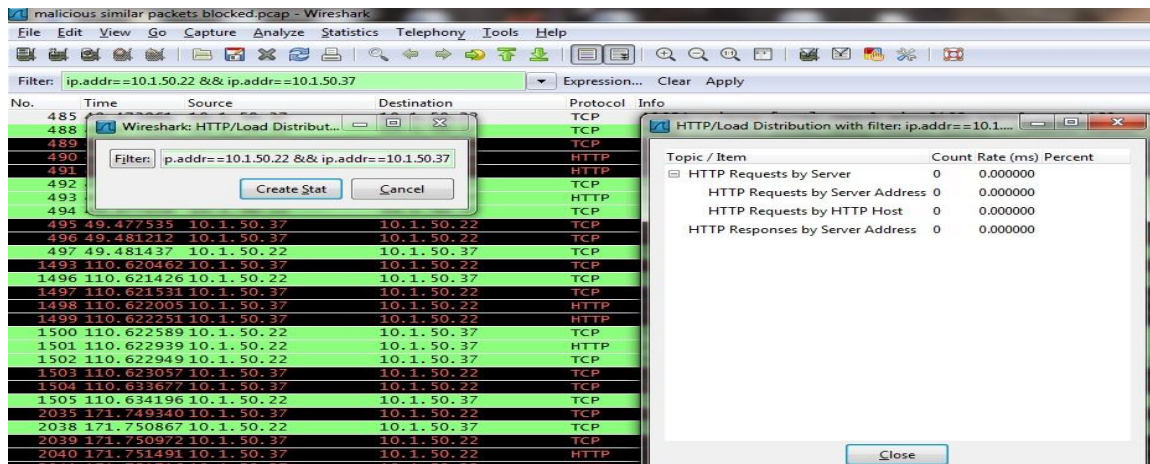 malicious similar packets blocked.pcap - Wireshark
File Edit View Go Capture Analyze Statistics Telephony Tools Help
Filter: ip.addr==10.1.50.22 && ip.addr==10.1.50.37 Expression... Clear Apply
No. Time Source Destination Protocol Info
485 TCP
488 TCP
489 TCP
490 HTTP
491 HTTP
492 TCP
493 HTTP
494 TCP
Wireshark: HTTP/Load Distribut...
Filter: p.addr==10.1.50.22 && ip.addr==10.1.50.37
Create Stat Cancel
495 49.477535 10.1.50.37 10.1.50.22 TCP
496 49.481212 10.1.50.37 10.1.50.22 TCP
497 49.481437 10.1.50.22 10.1.50.37 TCP
1493 110.620462 10.1.50.37 10.1.50.22 TCP
1496 110.621426 10.1.50.22 10.1.50.37 TCP
1497 110.621531 10.1.50.37 10.1.50.22 TCP
1498 110.622005 10.1.50.37 10.1.50.22 HTTP
1499 110.622251 10.1.50.37 10.1.50.22 HTTP
1500 110.622589 10.1.50.22 10.1.50.37 TCP
1501 110.622939 10.1.50.22 10.1.50.37 HTTP
1502 110.622949 10.1.50.22 10.1.50.37 TCP
1503 110.623057 10.1.50.37 10.1.50.22 TCP
1504 110.633677 10.1.50.37 10.1.50.22 TCP
1505 110.634196 10.1.50.22 10.1.50.37 TCP
2035 171.749340 10.1.50.37 10.1.50.22 TCP
2038 171.750867 10.1.50.22 10.1.50.37 TCP
2039 171.750972 10.1.50.37 10.1.50.22 TCP
2040 171.751491 10.1.50.37 10.1.50.22 HTTP
HTTP/Load Distribution with filter: ip.addr==10.1....
Topic / Item Count Rate (ms) Percent
HTTP Requests by Server 0 0.000000
HTTP Requests by Server Address 0 0.000000
HTTP Requests by HTTP Host 0 0.000000
HTTP Responses by Server Address 0 0.000000
Close